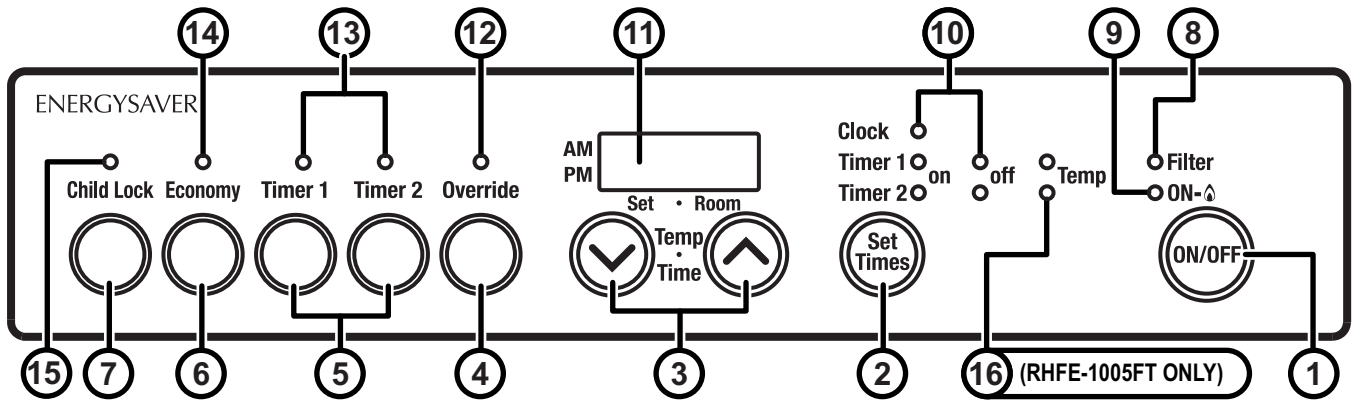 14 13 12 11 10 9 8
ENERGYSAVER
Clock
AM
PM
Timer 1 on off Temp Filter
Timer 2 ON-
Child Lock Economy Timer 1 Timer 2 Override
Set · Room
Temp
·
Time
Set
Times
ON/OFF
15 7 6 5 4 3 2 16 (RHFE-1005FT ONLY) 1